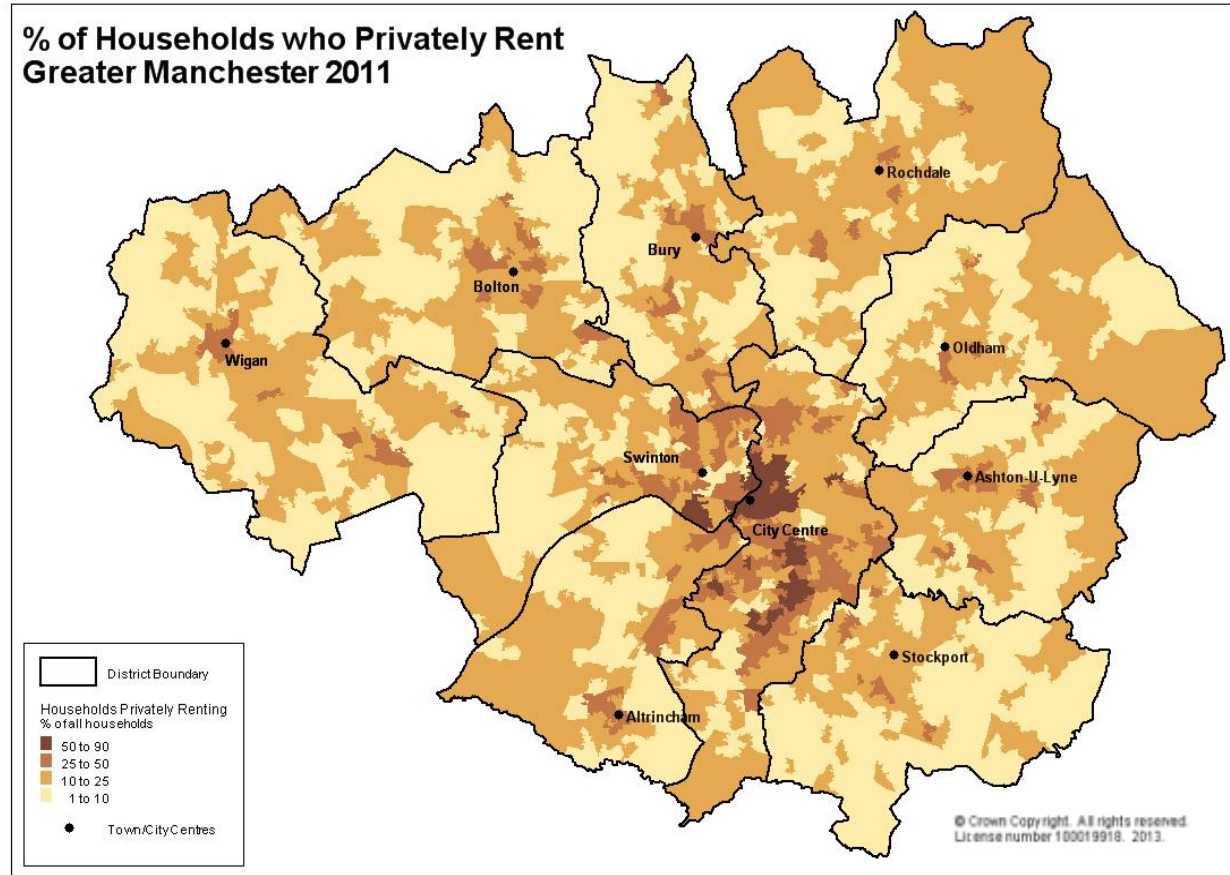 % of Households who Privately Rent
Greater Manchester 2011
Rochdale
Bury
Bolton
Wigan
Oldham
Swinton
Ashton-U-Lyne
City Centre
Stockport
Altrincham
District Boundary
Households Privately Renting
% of all households
50 to 90
25 to 50
10 to 25
1 to 10
Town/City Centres
© Crown Copyright. All rights reserved.
License number 100019918. 2013.